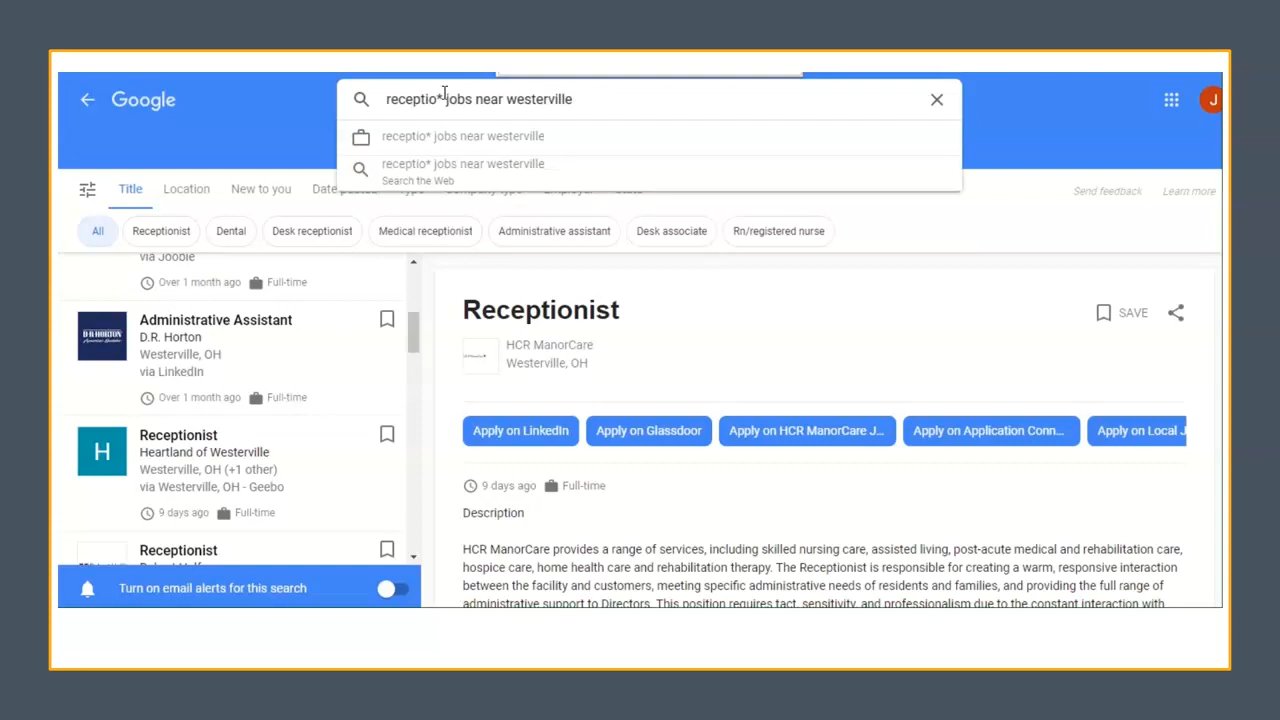 Google
receptio* jobs near westerville
J
receptio* jobs near westerville
receptio* jobs near westerville
Search the Web
Title Location New to you
Send feedback Learn more
All Receptionist Dental Desk receptionist Medical receptionist Administrative assistant Desk associate Rn/registered nurse
via Joobie
Over 1 month ago Full-time
Administrative Assistant
D.R. Horton
Westerville, OH
via LinkedIn
Over 1 month ago Full-time
D·R·HORTON
H
Receptionist
Heartland of Westerville
Westerville, OH (+1 other)
via Westerville, OH - Geebo
9 days ago Full-time
Receptionist
Turn on email alerts for this search
Receptionist
SAVE
HCR ManorCare
Westerville, OH
Apply on LinkedIn Apply on Glassdoor Apply on HCR ManorCare J... Apply on Application Conn... Apply on Local J
9 days ago Full-time
Description
HCR ManorCare provides a range of services, including skilled nursing care, assisted living, post-acute medical and rehabilitation care,
hospice care, home health care and rehabilitation therapy. The Receptionist is responsible for creating a warm, responsive interaction
between the facility and customers, meeting specific administrative needs of residents and families, and providing the full range of
administrative support to Directors. This position requires tact, sensitivity, and professionalism due to the constant interaction with